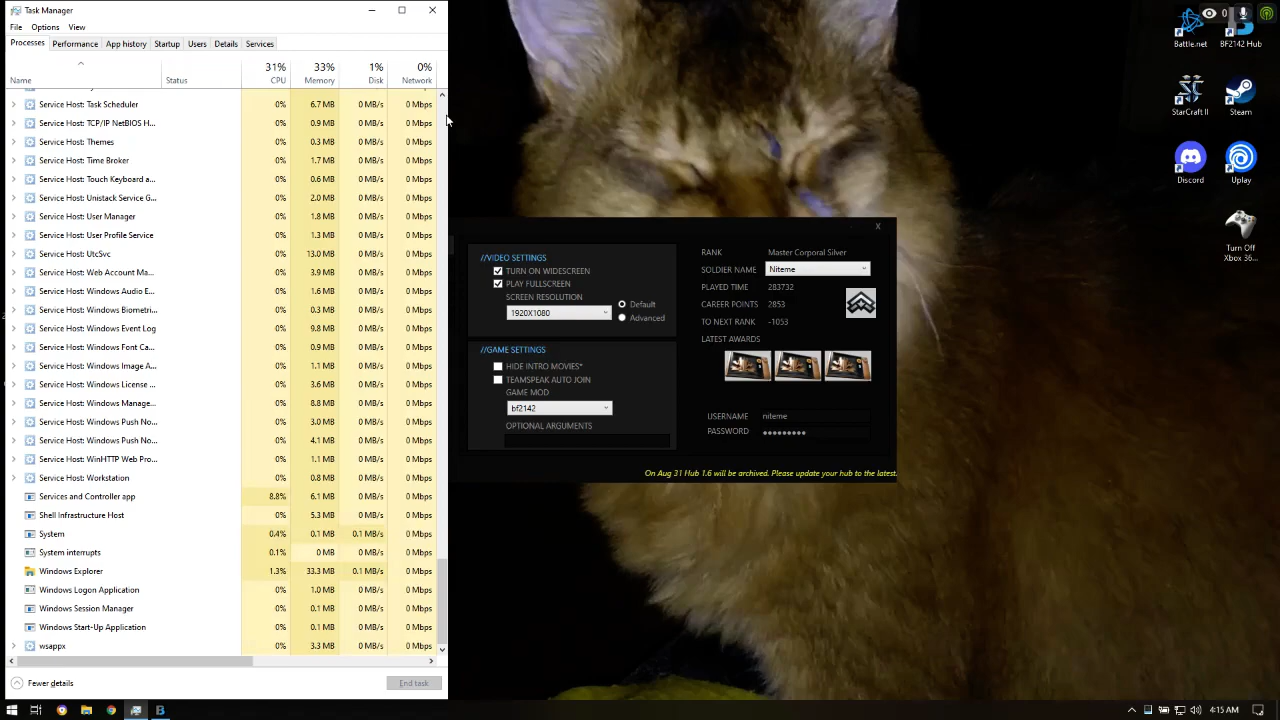 Task Manager
File Options View
Processes Performance App history Startup Users Details Services
31% 33% 1% 0%
Name Status CPU Memory Disk Network
Service Host: Task Scheduler 0% 6.7 MB 0 MB/s 0 Mbps
Service Host: TCP/IP NetBIOS H... 0% 0.9 MB 0 MB/s 0 Mbps
Service Host: Themes 0% 0.3 MB 0 MB/s 0 Mbps
Service Host: Time Broker 0% 1.7 MB 0 MB/s 0 Mbps
Service Host: Touch Keyboard a... 0% 0.6 MB 0 MB/s 0 Mbps
Service Host: Unistack Service G... 0% 2.0 MB 0 MB/s 0 Mbps
Service Host: User Manager 0% 1.8 MB 0 MB/s 0 Mbps
Service Host: User Profile Service 0% 1.3 MB 0 MB/s 0 Mbps
Service Host: UtcSvc 0% 13.0 MB 0 MB/s 0 Mbps
Service Host: Web Account Ma... 0% 3.9 MB 0 MB/s 0 Mbps
Service Host: Windows Audio E... 0% 1.6 MB 0 MB/s 0 Mbps
Service Host: Windows Biometri... 0% 0.3 MB 0 MB/s 0 Mbps
Service Host: Windows Event Log 0% 9.8 MB 0 MB/s 0 Mbps
Service Host: Windows Font Ca... 0% 0.9 MB 0 MB/s 0 Mbps
Service Host: Windows Image A... 0% 1.1 MB 0 MB/s 0 Mbps
Service Host: Windows License ... 0% 3.6 MB 0 MB/s 0 Mbps
Service Host: Windows Manage... 0% 8.8 MB 0 MB/s 0 Mbps
Service Host: Windows Push No... 0% 3.0 MB 0 MB/s 0 Mbps
Service Host: Windows Push No... 0% 4.1 MB 0 MB/s 0 Mbps
Service Host: WinHTTP Web Pro... 0% 1.1 MB 0 MB/s 0 Mbps
Service Host: Workstation 0% 0.8 MB 0 MB/s 0 Mbps
Services and Controller app 8.8% 6.1 MB 0 MB/s 0 Mbps
Shell Infrastructure Host 0% 5.3 MB 0 MB/s 0 Mbps
System 0.4% 0.1 MB 0.1 MB/s 0 Mbps
System interrupts 0.1% 0 MB 0 MB/s 0 Mbps
Windows Explorer 1.3% 33.3 MB 0.1 MB/s 0 Mbps
Windows Logon Application 0% 1.0 MB 0 MB/s 0 Mbps
Windows Session Manager 0% 0.1 MB 0 MB/s 0 Mbps
Windows Start-Up Application 0% 0.1 MB 0 MB/s 0 Mbps
wsappx 0% 3.3 MB 0 MB/s 0 Mbps
Fewer details End task
X
//VIDEO SETTINGS
TURN ON WIDESCREEN
PLAY FULLSCREEN
SCREEN RESOLUTION
1920X1080
Default
Advanced
//GAME SETTINGS
HIDE INTRO MOVIES*
TEAMSPEAK AUTO JOIN
GAME MOD
bf2142
OPTIONAL ARGUMENTS
RANK Master Corporal Silver
SOLDIER NAME Niteme
PLAYED TIME 283732
CAREER POINTS 2853
TO NEXT RANK -1053
LATEST AWARDS
USERNAME niteme
PASSWORD
On Aug 31 Hub 1.6 will be archived. Please update your hub to the latest.
0
Battle.net BF2142 Hub
StarCraft II Steam
Discord Uplay
Turn Off
Xbox 36...
4:15 AM